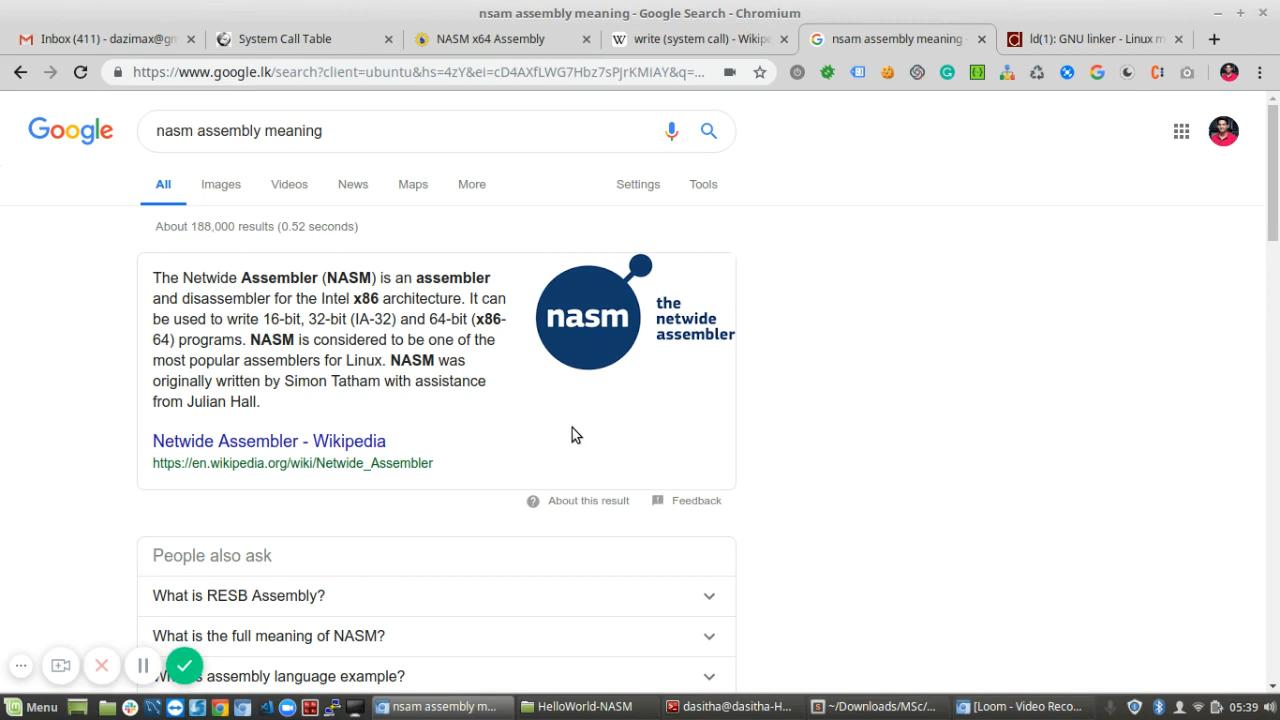 nsam assembly meaning - Google Search - Chromium
Inbox (411) - dazimax@gm
System Call Table
NASM x64 Assembly
write (system call) - Wikipe
nsam assembly meaning -
ld(1): GNU linker - Linux m
https://www.google.lk/search?client=ubuntu&hs=4zY&ei=cD4AXfLWG7Hbz7sPjrKMiAY&q=...
Google
nasm assembly meaning
All
Images
Videos
News
Maps
More
Settings
Tools
About 188,000 results (0.52 seconds)
The Netwide Assembler (NASM) is an assembler
and disassembler for the Intel x86 architecture. It can
be used to write 16-bit, 32-bit (IA-32) and 64-bit (x86-
64) programs. NASM is considered to be one of the
most popular assemblers for Linux. NASM was
originally written by Simon Tatham with assistance
from Julian Hall.
nasm
the
netwide
assembler
Netwide Assembler - Wikipedia
https://en.wikipedia.org/wiki/Netwide_Assembler
About this result
Feedback
People also ask
What is RESB Assembly?
What is the full meaning of NASM?
assembly language example?
Menu
nsam assembly m...
HelloWorld-NASM
dasitha@dasitha-H...
~/Downloads/MSc/...
[Loom - Video Reco...
05:39